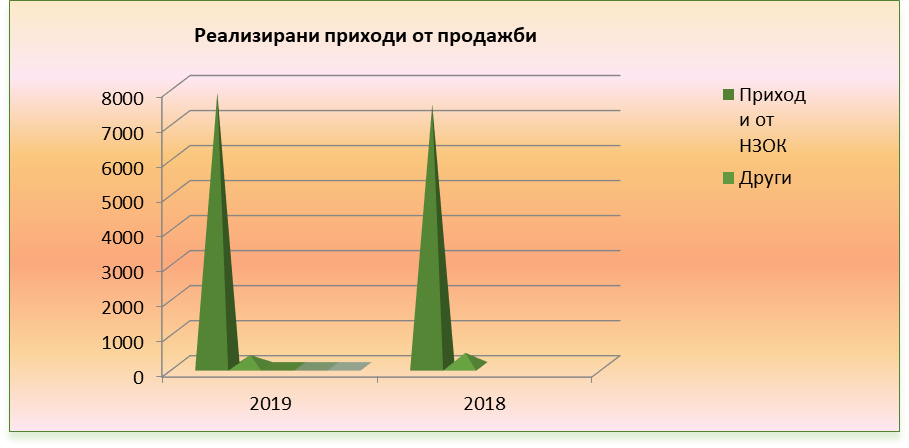 Реализирани приходи от продажби
8000
7000
6000
5000
4000
3000
2000
1000
0
2019
2018
Приход
и от
НЗОК
Други